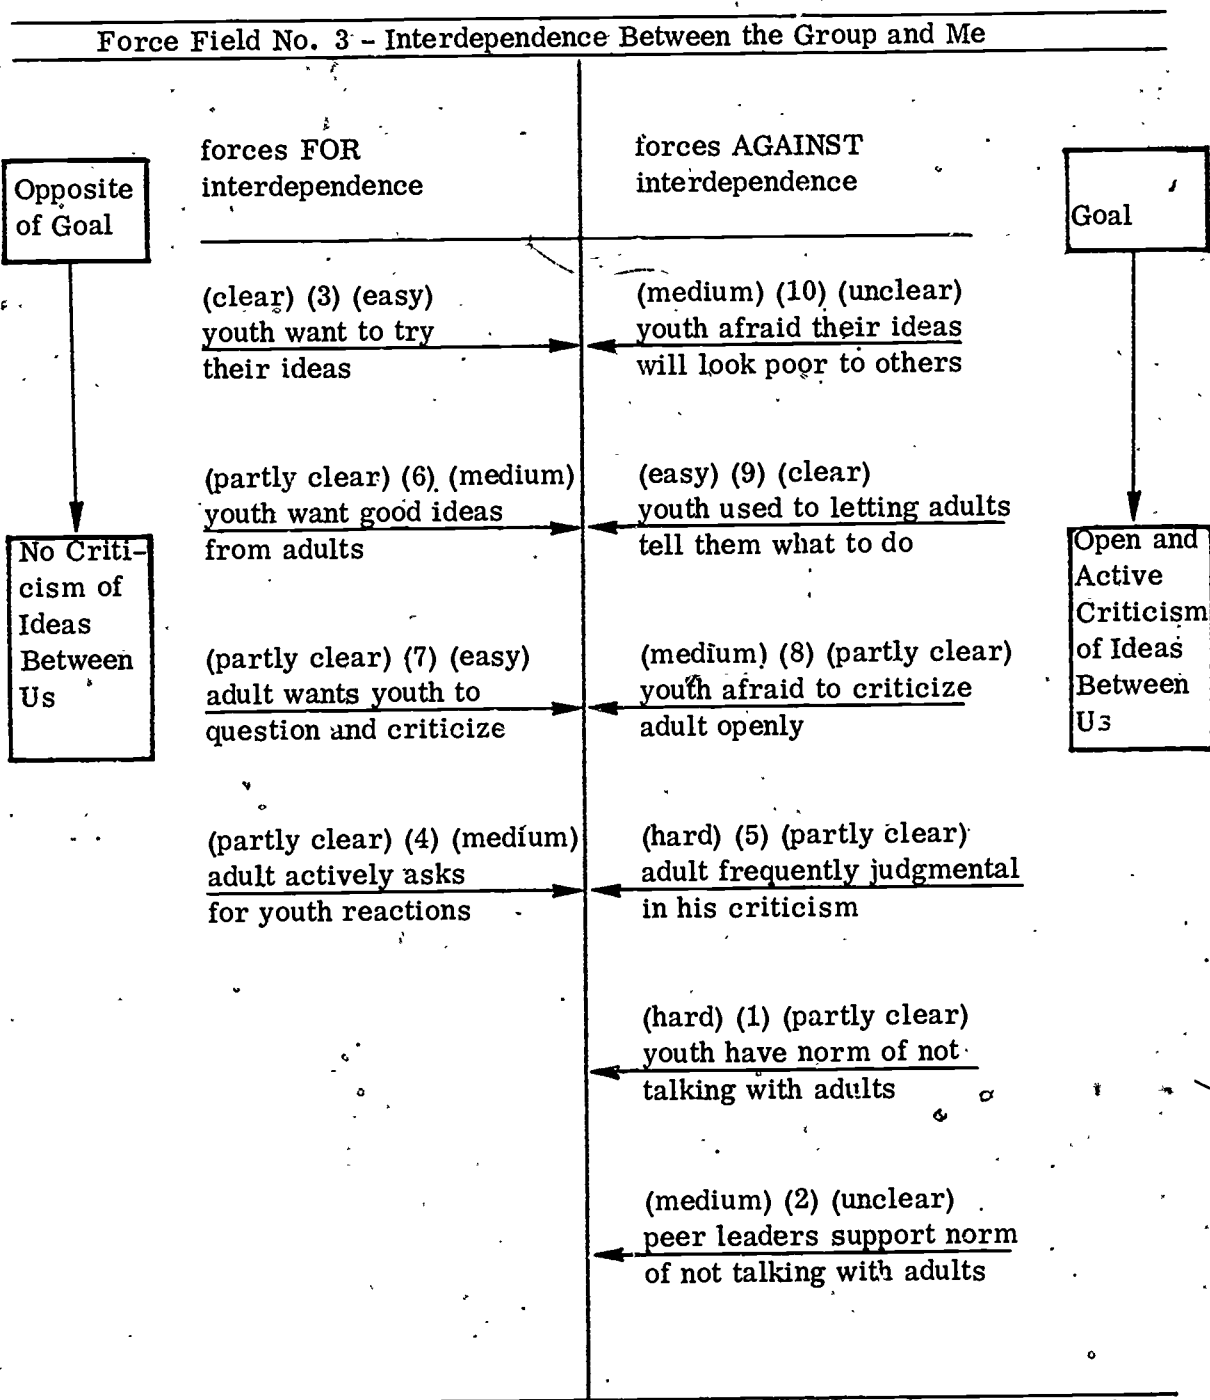 Force Field No. 3 - Interdependence Between the Group and Me
forces FOR
interdependence
forces AGAINST
interdependence
Opposite
of Goal
Goal
(clear) (3) (easy)
youth want to try
their ideas
(medium) (10) (unclear)
youth afraid their ideas
will look poor to others
(partly clear) (6) (medium)
youth want good ideas
from adults
(easy) (9) (clear)
youth used to letting adults
tell them what to do
No Criti-
cism of
Ideas
Between
Us
Open and
Active
Criticism
of Ideas
Between
Us
(partly clear) (7) (easy)
adult wants youth to
question and criticize
(medium) (8) (partly clear)
youth afraid to criticize
adult openly
(partly clear) (4) (medium)
adult actively asks
for youth reactions
(hard) (5) (partly clear)
adult frequently judgmental
in his criticism
(hard) (1) (partly clear)
youth have norm of not
talking with adults
(medium) (2) (unclear)
peer leaders support norm
of not talking with adults